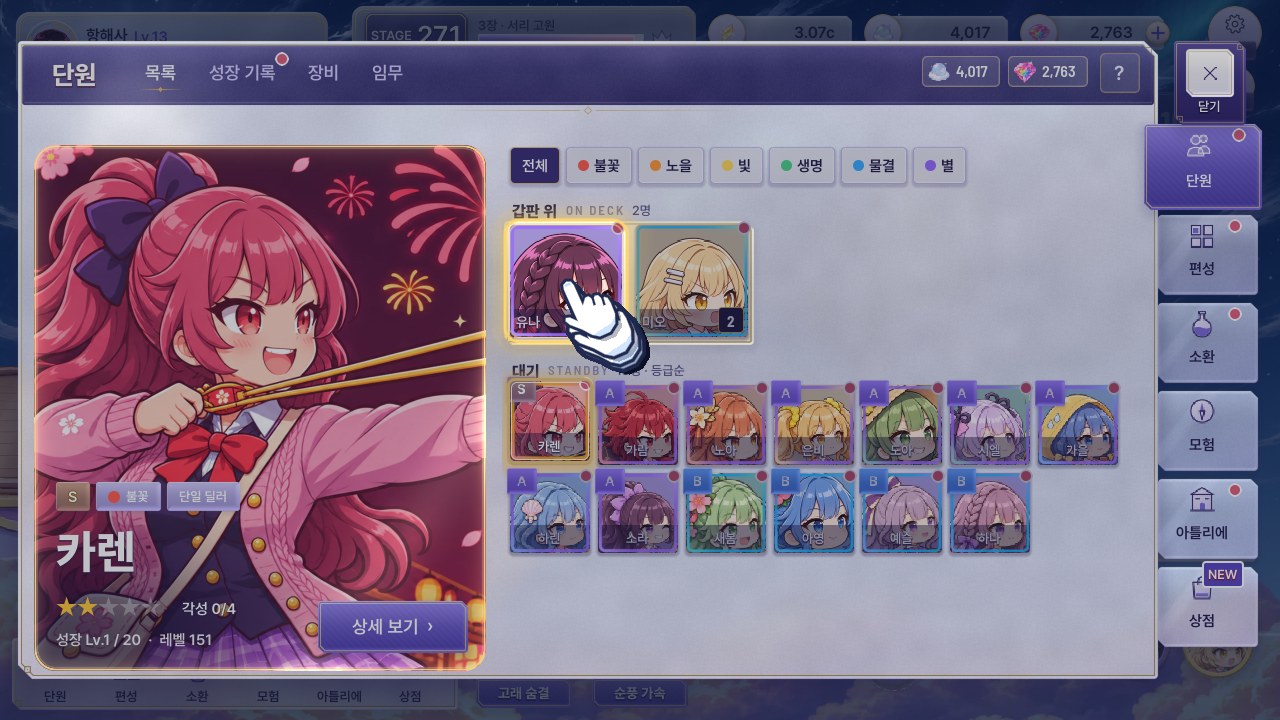 항해사 Lv.13
STAGE 271
3장 · 서리 고원
3.07c
4,017
2,763
단원
목록
성장 기록
장비
임무
4,017
2,763
?
닫기
전체
불꽃
노을
빛
생명
물결
별
갑판 위 ON DECK 2명
유나
미오
2
대기 STANDBY
· 등급순
S
카렌
A
카람
A
노아
A
은비
A
도아
A
시엘
A
자을
A
하린
A
소라
B
새봄
B
아영
B
예슬
B
하나
S
불꽃
단일 딜러
카렌
각성 0/4
성장 Lv.1 / 20 · 레벨 151
상세 보기 ›
단원
편성
소환
모험
아틀리에
NEW
상점
단원
편성
소환
모험
아틀리에
상점
고래 숨결
순풍 가속